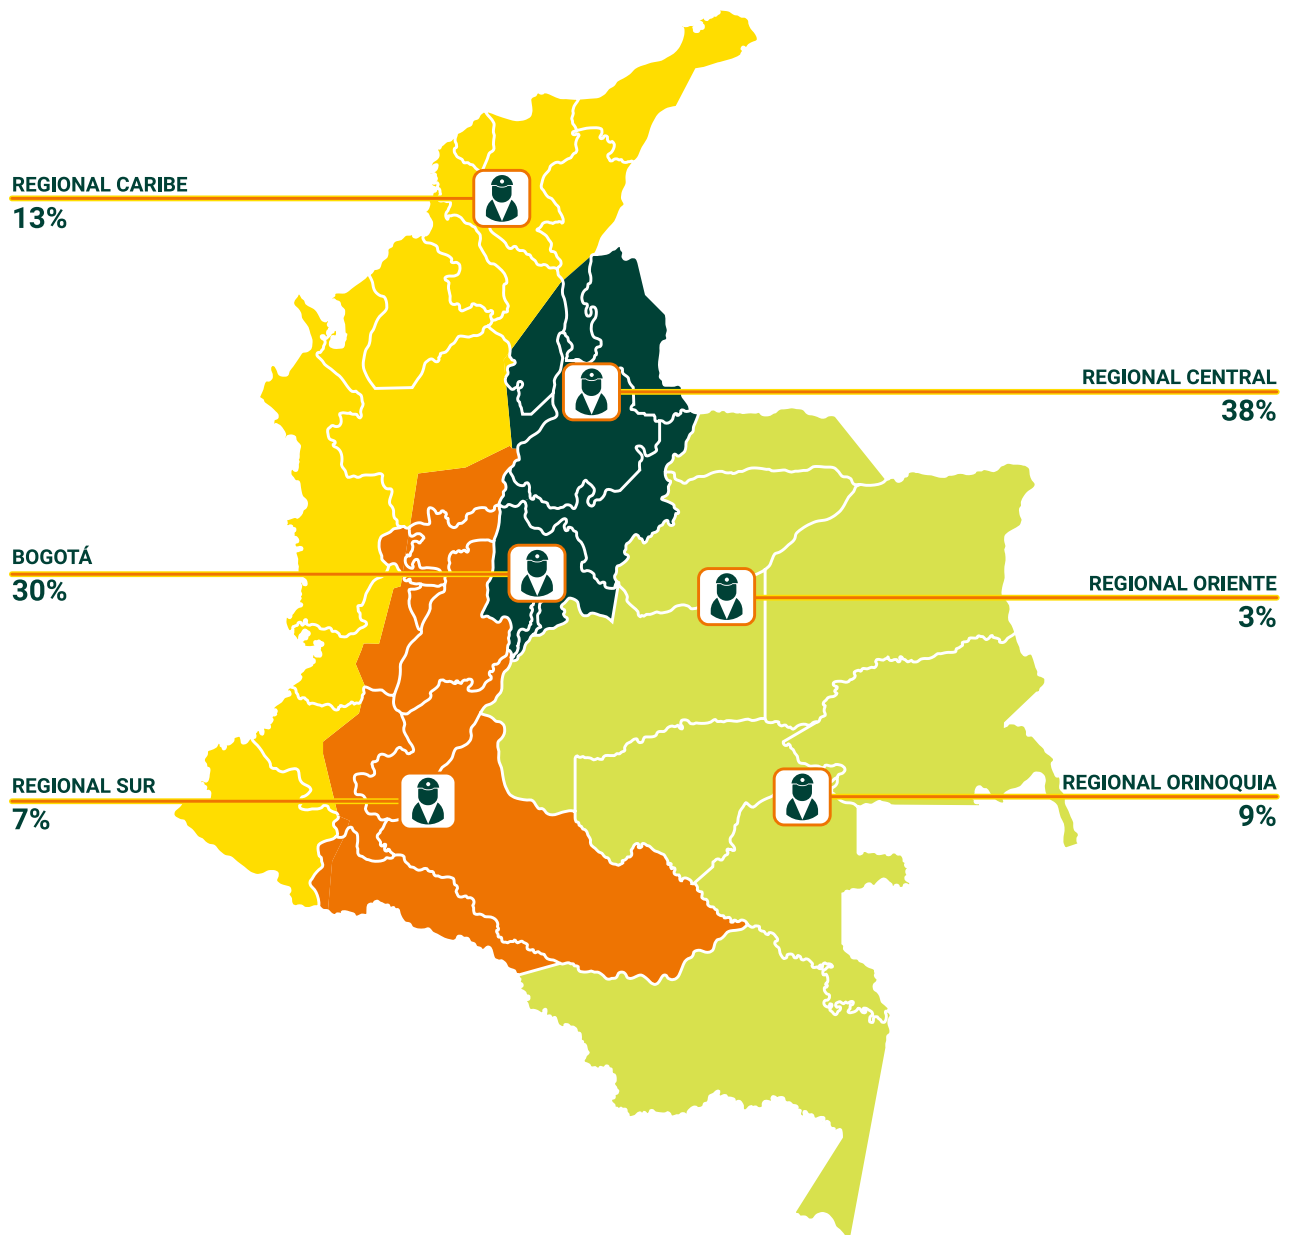 REGIONAL CARIBE
13%
REGIONAL CENTRAL
38%
BOGOTÁ
30%
REGIONAL ORIENTE
3%
REGIONAL SUR
7%
REGIONAL ORINOQUIA
9%